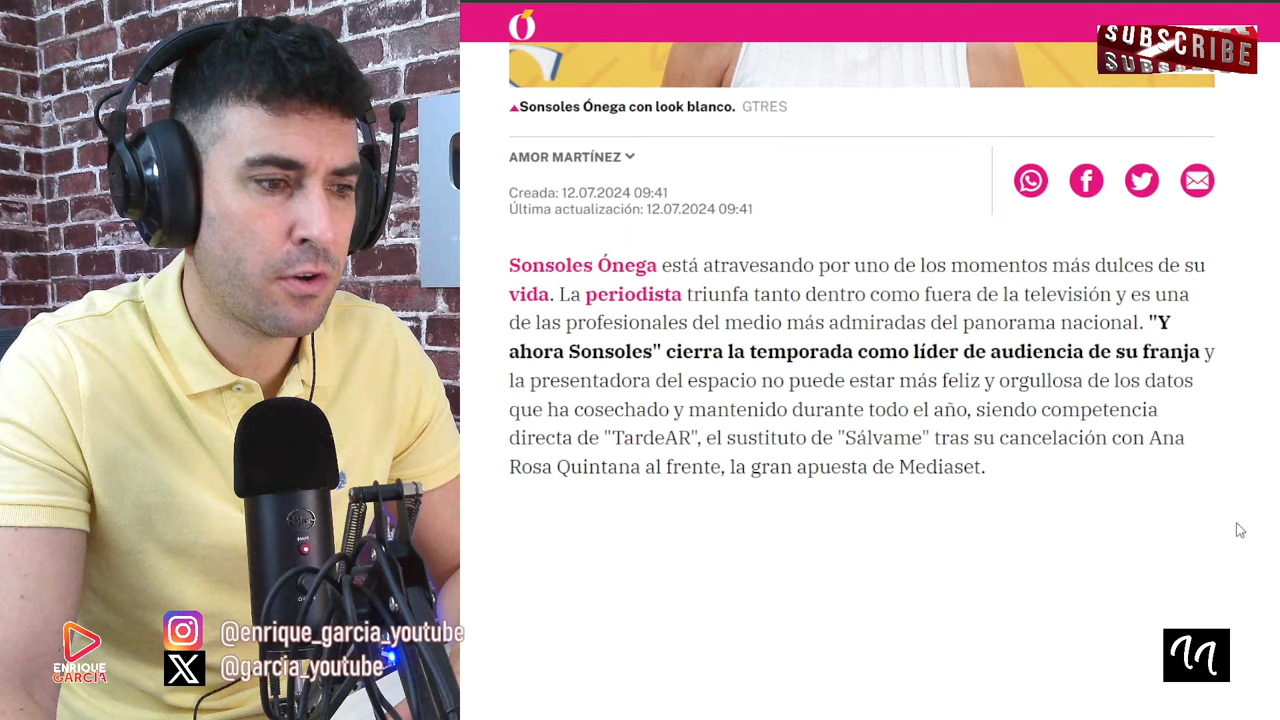 SUBSCRIBE
Sonsoles Ónega con look blanco. GTRES
AMOR MARTÍNEZ
Creada: 12.07.2024 09:41
Última actualización: 12.07.2024 09:41
Sonsoles Ónega está atravesando por uno de los momentos más dulces de su
vida. La periodista triunfa tanto dentro como fuera de la televisión y es una
de las profesionales del medio más admiradas del panorama nacional. "Y
ahora Sonsoles" cierra la temporada como líder de audiencia de su franja y
la presentadora del espacio no puede estar más feliz y orgullosa de los datos
que ha cosechado y mantenido durante todo el año, siendo competencia
directa de "TardeAR", el sustituto de "Sálvame" tras su cancelación con Ana
Rosa Quintana al frente, la gran apuesta de Mediaset.
@enrique_garcia_youtube
@garcia_youtube
ENRIQUE
GARCIA